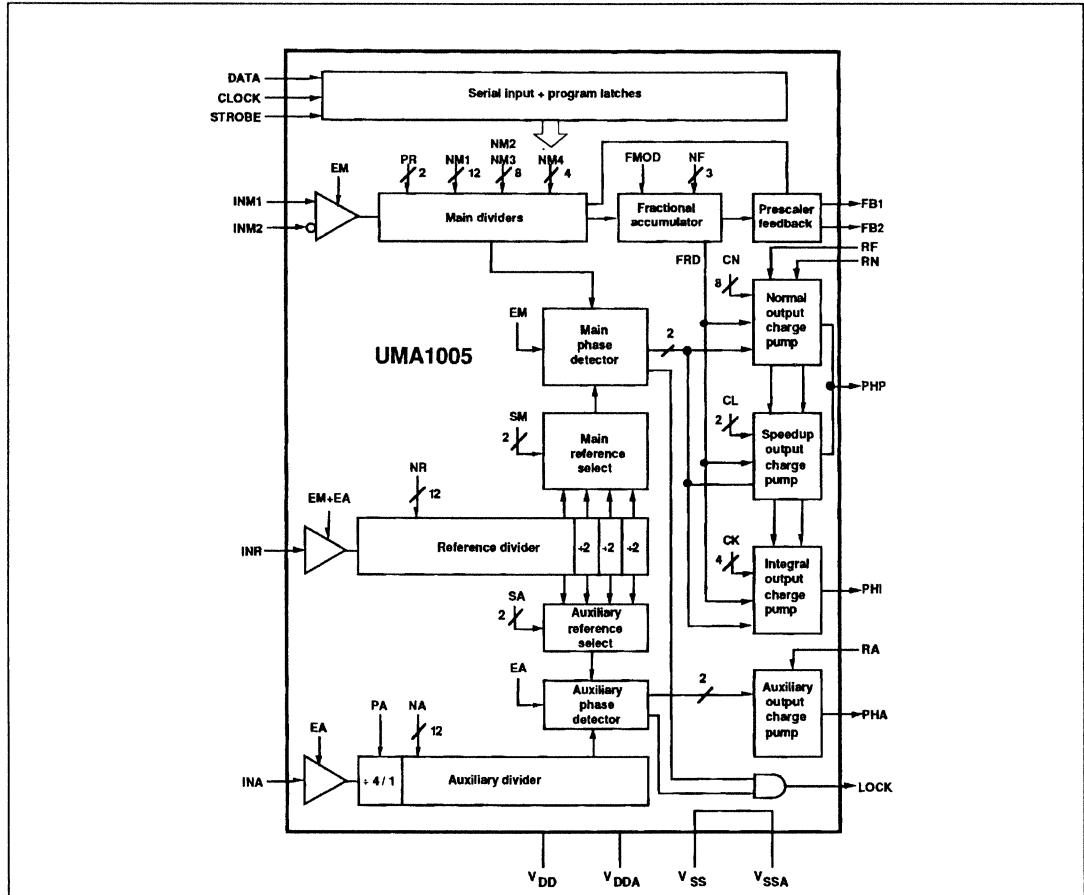 DATA
CLOCK
STROBE
Serial input + program latches
NM2
EM
PR
2
NM1
12
NM3
8
NM4
4
FMOD
NF
3
INM1
INM2
Main dividers
Fractional
accumulator
Prescaler
feedback
FB1
FB2
RF
RN
FRD
CN
8
Normal
output
charge
pump
EM
Main
phase
detector
2
UMA1005
PHP
CL
2
Speedup
output
charge
pump
SM
2
Main
reference
select
NR
12
EM+EA
INR
Reference divider
÷2
÷2
÷2
CK
4
Integral
output
charge
pump
PHI
SA
2
Auxiliary
reference
select
RA
EA
Auxiliary
phase
detector
2
Auxiliary
output
charge
pump
PHA
PA
NA
12
EA
INA
÷ 4 / 1
Auxiliary divider
LOCK
VDD
VDDA
VSS
VSSA